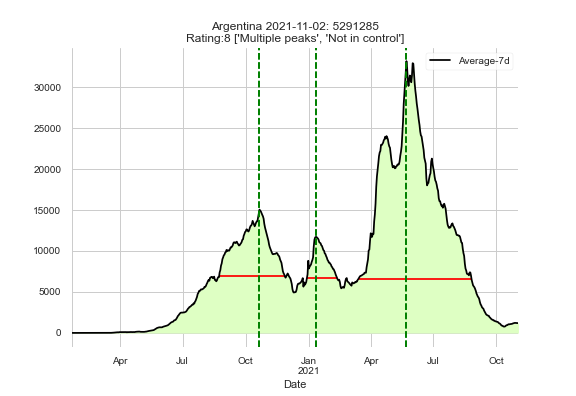 Argentina 2021-11-02: 5291285
Rating:8 ['Multiple peaks', 'Not in control']
Average-7d
30000
25000
20000
15000
10000
5000
0
Apr Jul Oct Jan Apr Jul Oct
2021
Date